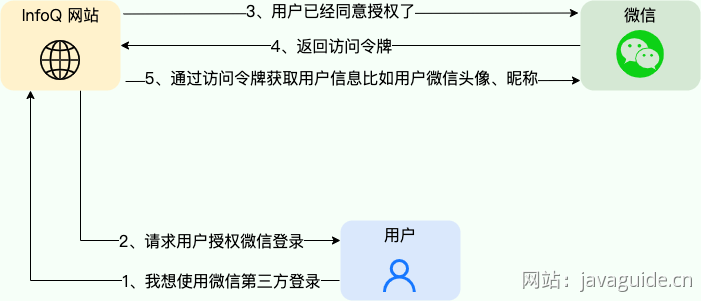 InfoQ 网站
3、用户已经同意授权了
微信
4、返回访问令牌
5、通过访问令牌获取用户信息比如用户微信头像、昵称
2、请求用户授权微信登录
用户
1、我想使用微信第三方登录
网站：javaguide.cn